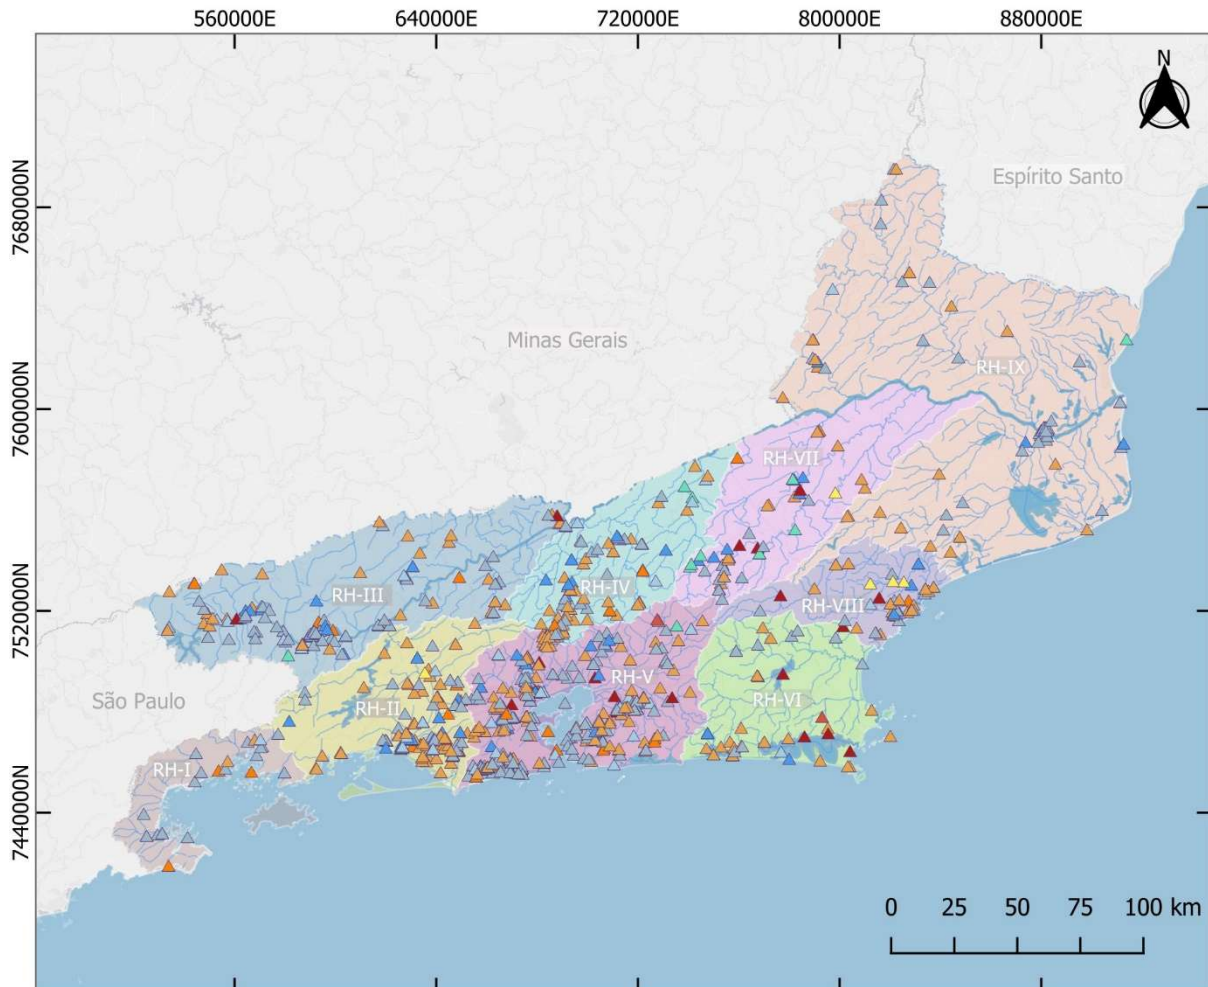 560000E 640000E 720000E 800000E 880000E
N
Espírito Santo
7680000N
Minas Gerais
RH-IX
7600000N
RH-VII
RH-III
RH-IV
RH-VIII
7520000N
São Paulo
RH-V
RH-II
RH-VI
RH-I
7440000N
0 25 50 75 100 km